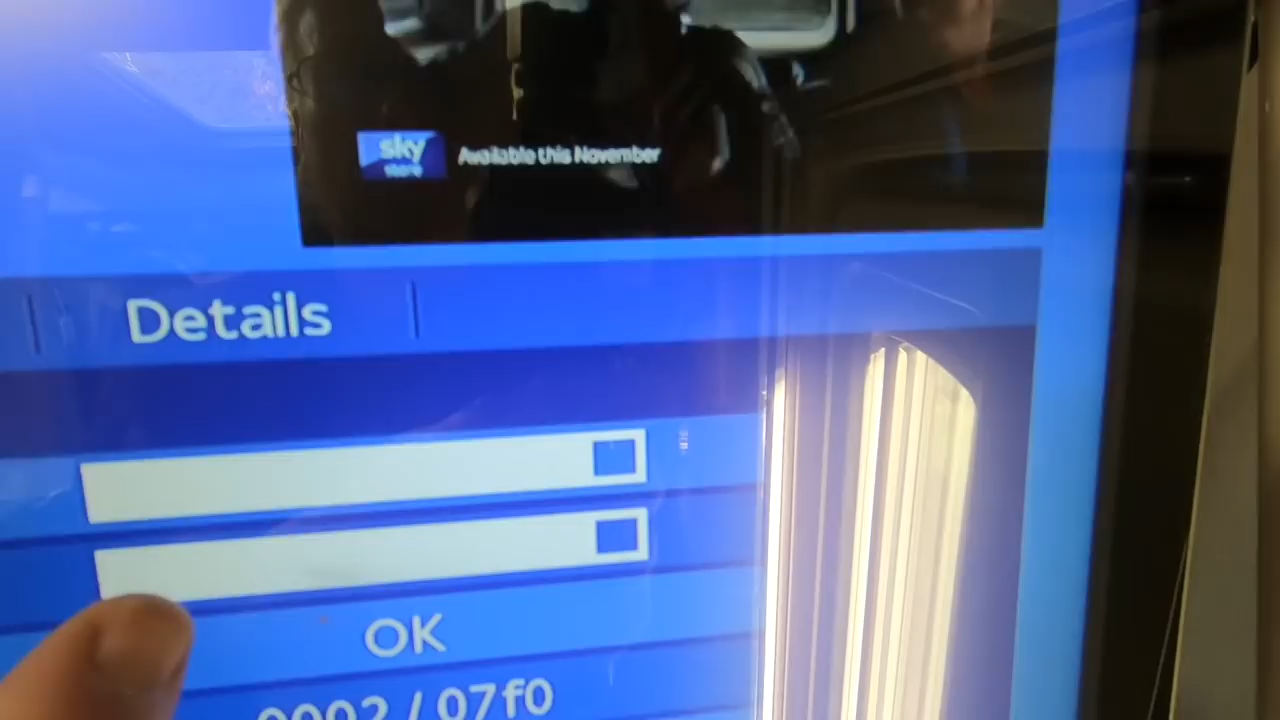 sky
store
Available this November
Details
OK
0002 / 07f0